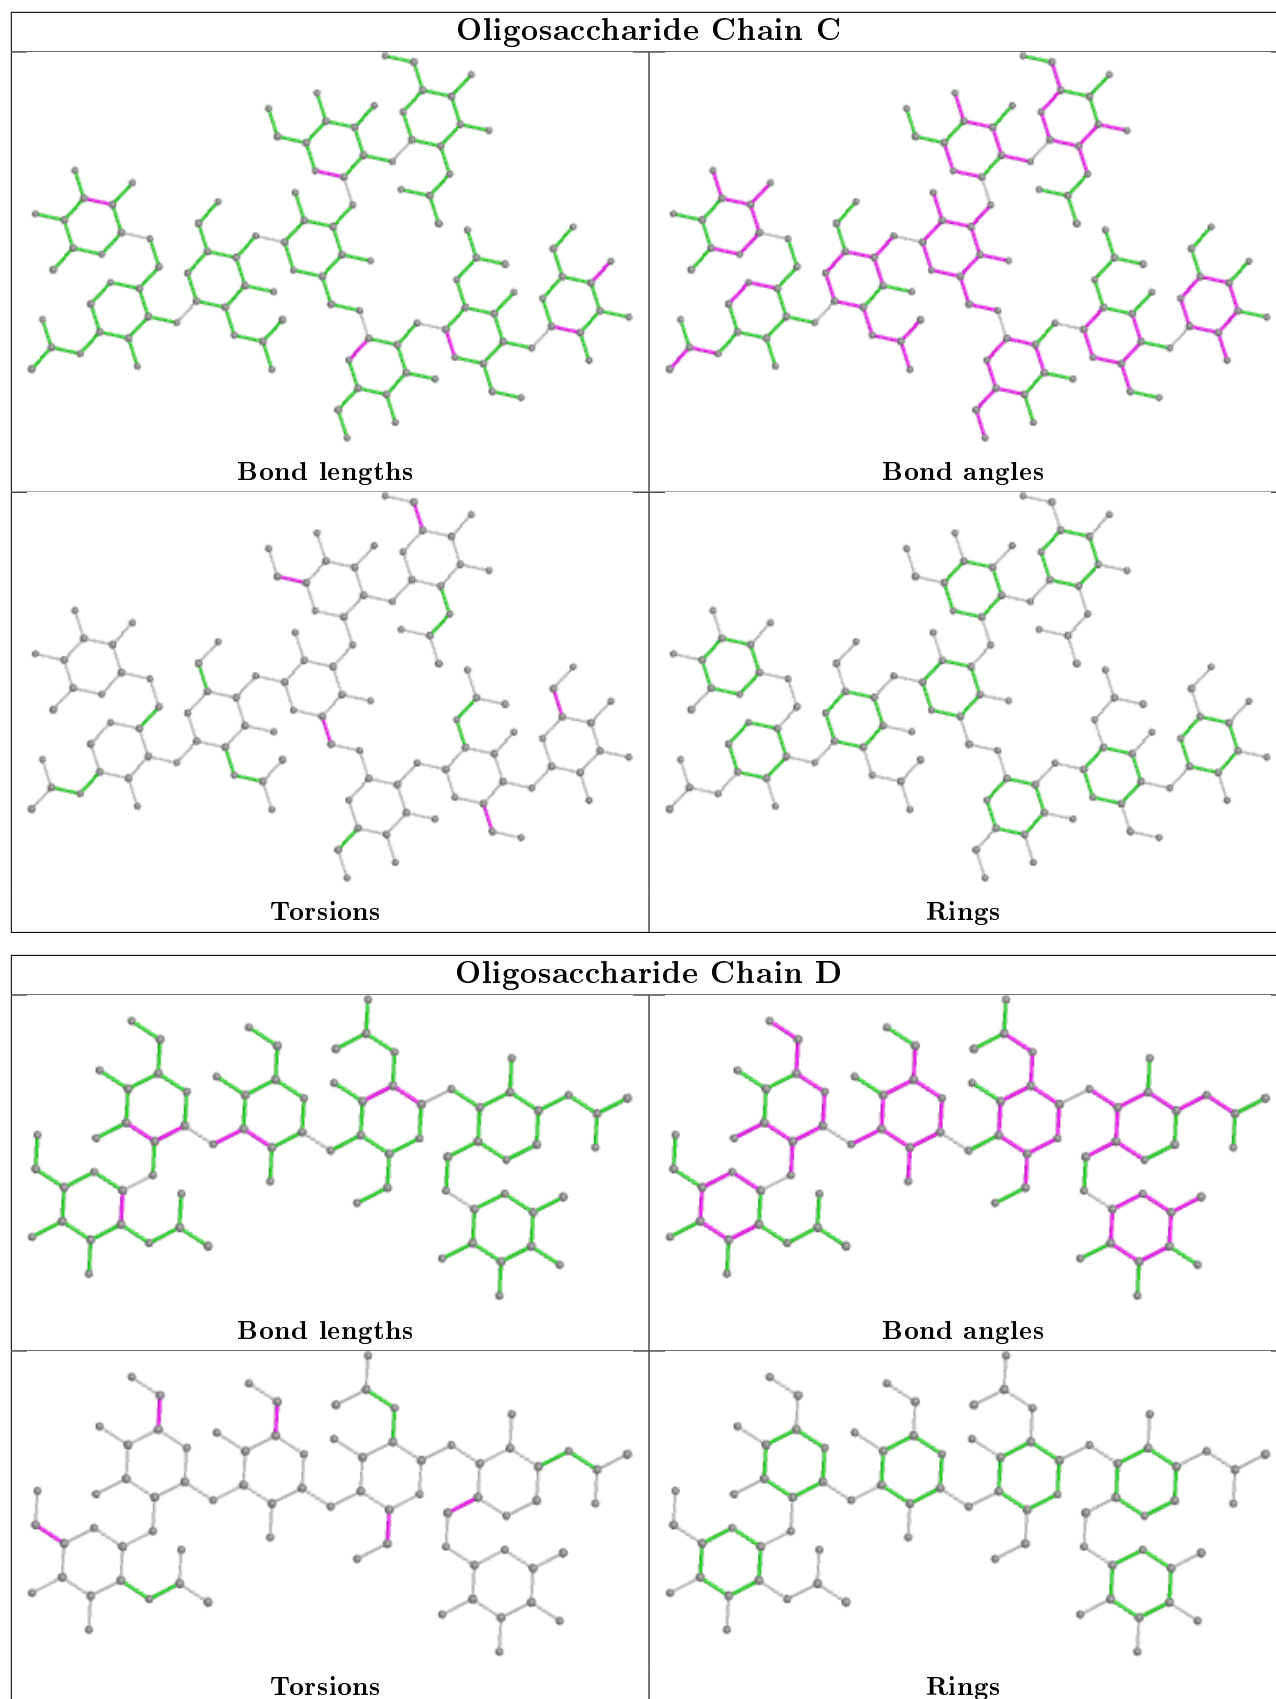 Oligosaccharide Chain C
Bond lengths
Bond angles
Torsions
Rings
Oligosaccharide Chain D
Bond lengths
Bond angles
Torsions
Rings